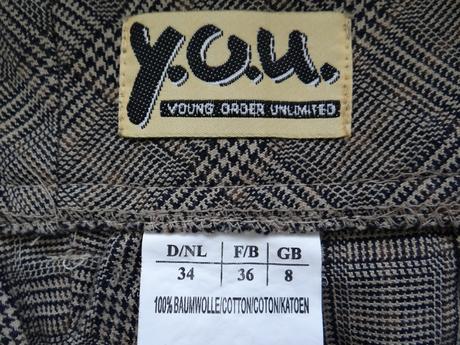 y.o.u.
YOUNG ORDER UNLIMITED
D/NL F/B GB
34 36 8
100% BAUMWOLLE/COTTON/COTON/KATOEN